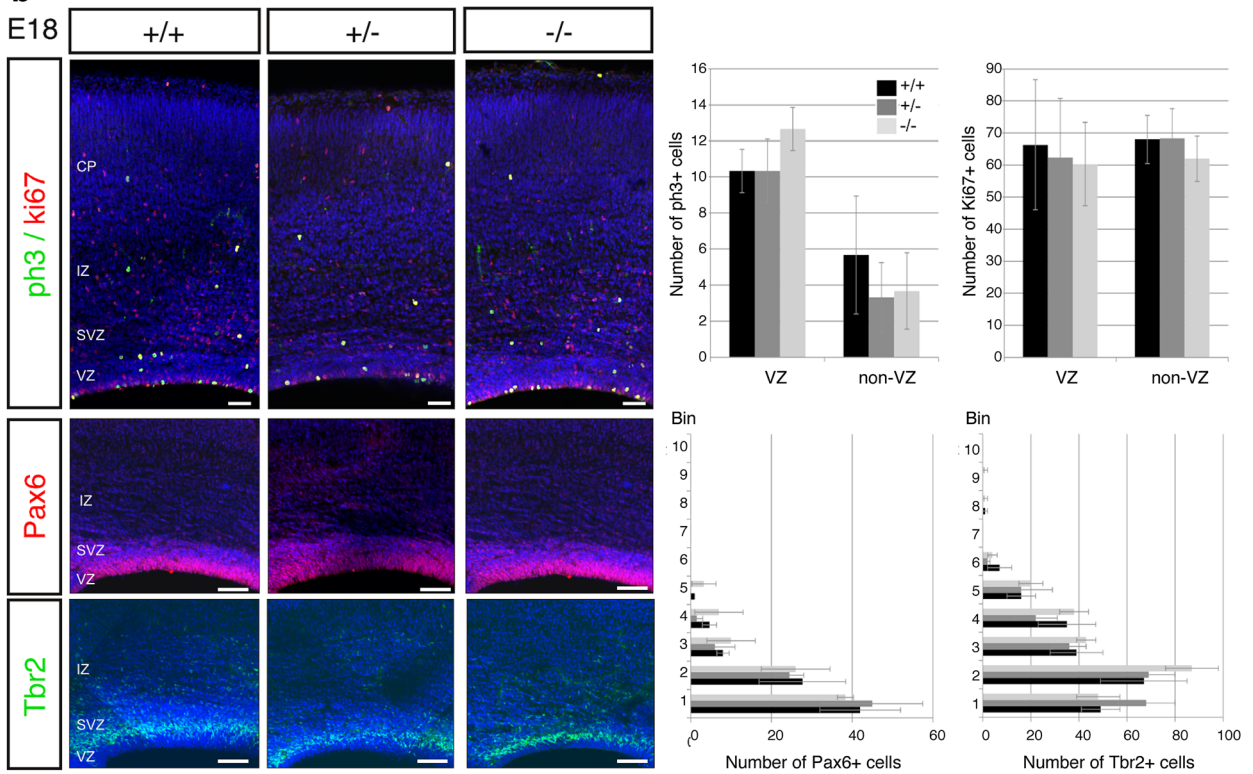 E18
+/+
+/-
-/-
ph3 / ki67
CP
IZ
SVZ
VZ
Pax6
IZ
SVZ
VZ
Tbr2
IZ
SVZ
VZ
Number of ph3+ cells
16
14
12
10
8
6
4
2
0
+/+
+/-
-/-
VZ
non-VZ
Number of Ki67+ cells
90
80
70
60
50
40
30
20
10
0
VZ
non-VZ
Bin
10
9
8
7
6
5
4
3
2
1
0
20
40
60
Number of Pax6+ cells
Bin
10
9
8
7
6
5
4
3
2
1
0
20
40
60
80
100
Number of Tbr2+ cells